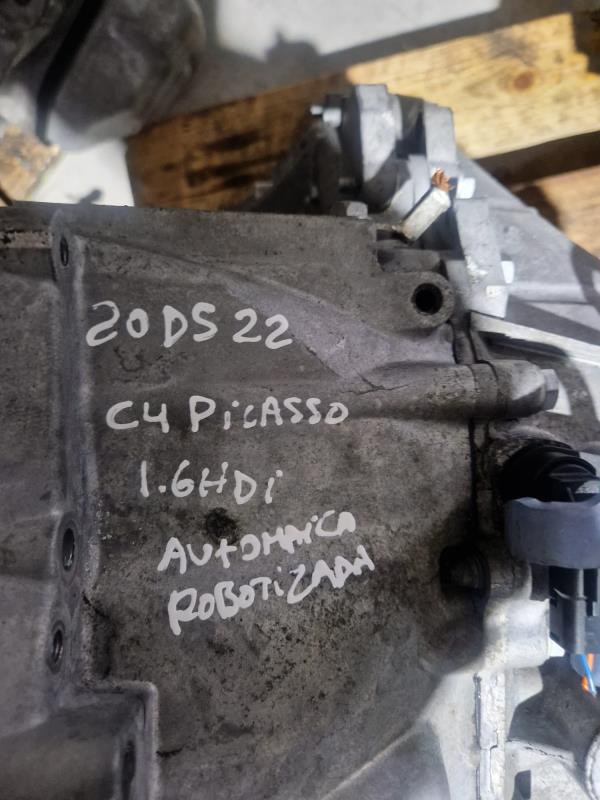 20DS22
C4 PiCASSO
1.6HDi
AUTOMATiCA
ROBOTiZADA